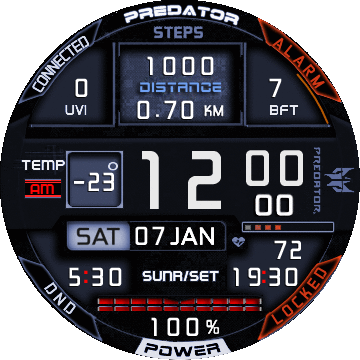 PREDATOR
STEPS
CONNECTED
ALARM
1000
DISTANCE
0.70 KM
0
UVI
7
BFT
TEMP
AM
-23°
12
00
00
PREDATOR.
SAT 07 JAN
72
5:30 SUNR/SET 19:30
DND
LOCKED
100%
POWER